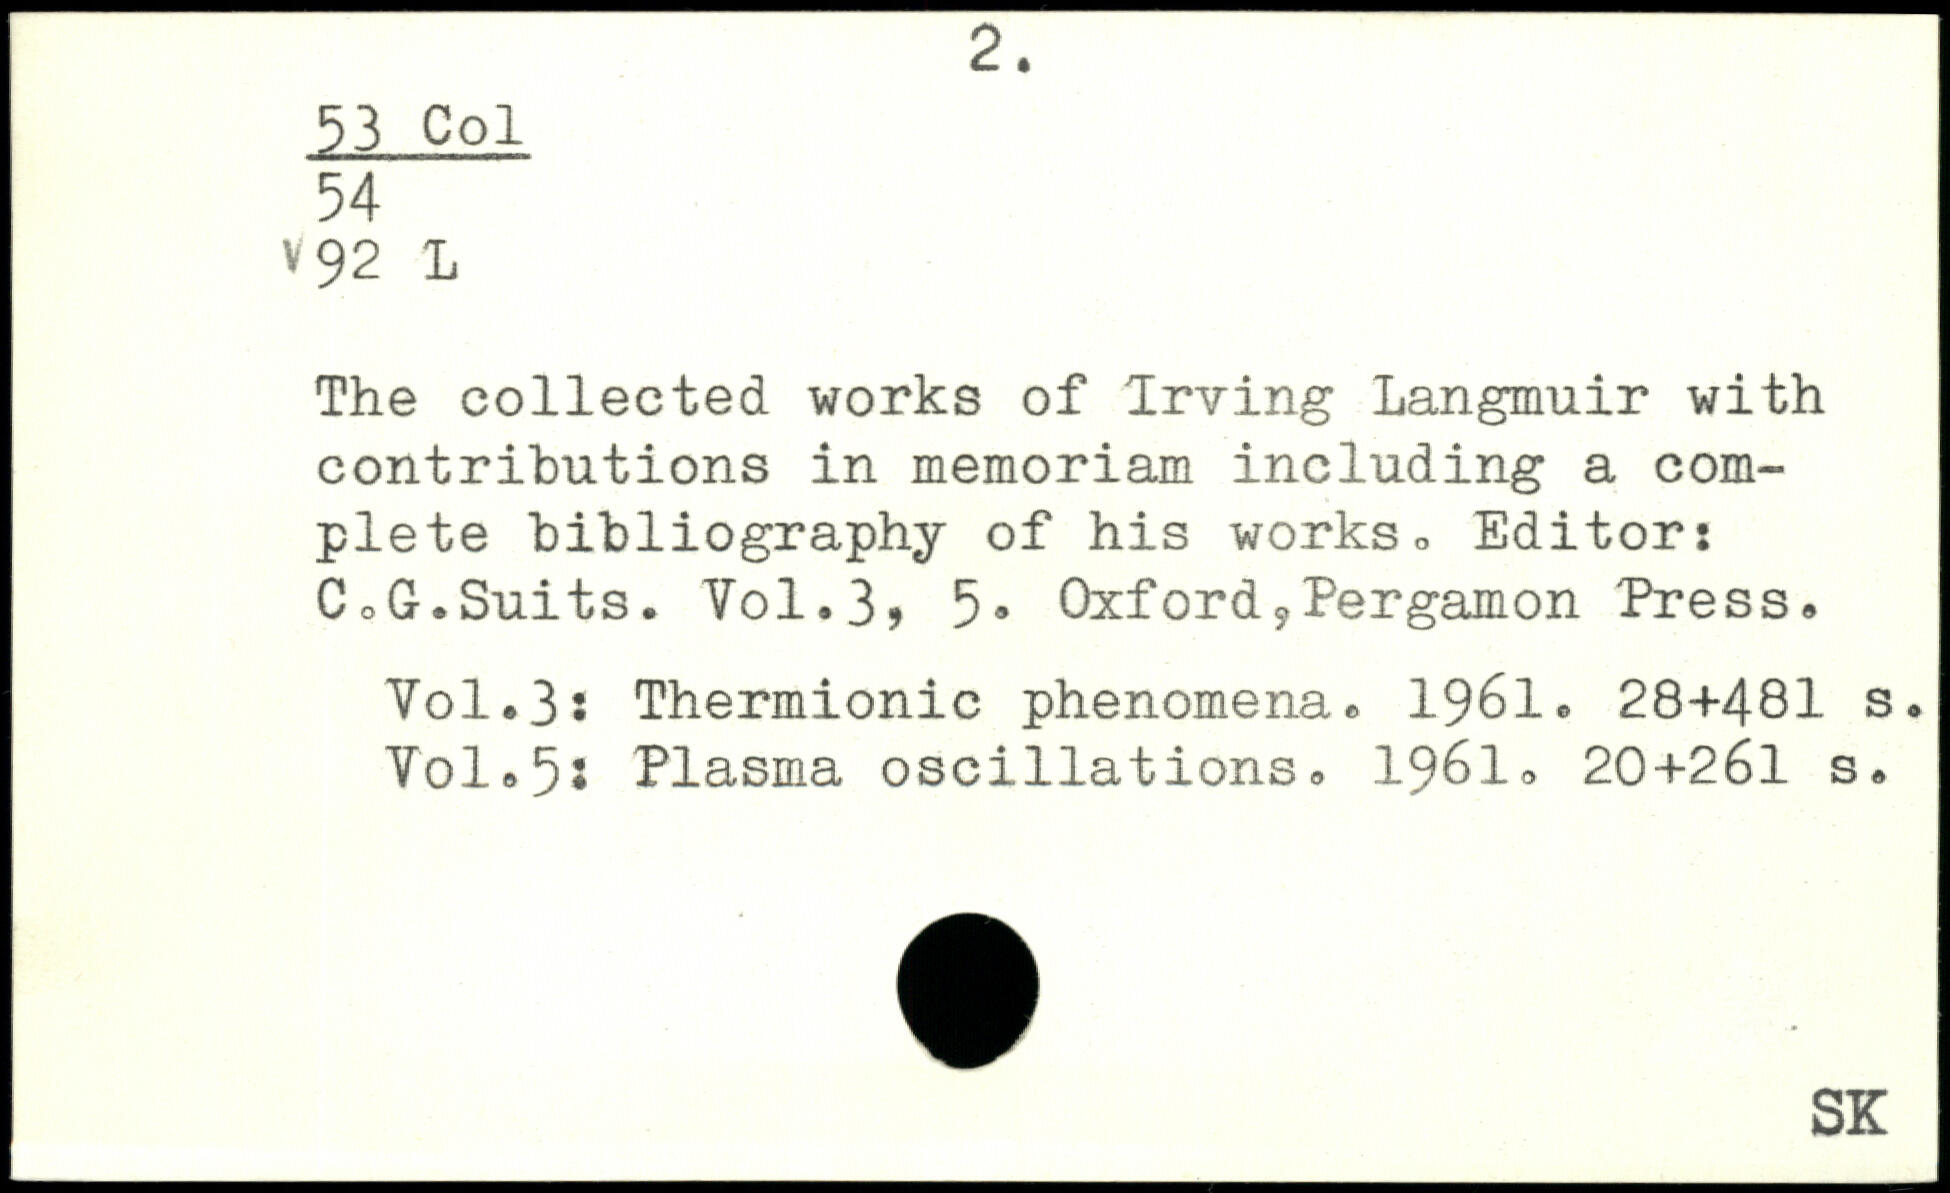 2.
53 Col
54
v 92 L
The collected works of Irving Langmuir with
contributions in memoriam including a com-
plete bibliography of his works. Editor:
C.G.Suits. Vol.3, 5. Oxford,Pergamon Press.
Vol.3: Thermionic phenomena. 1961. 28+481 s.
Vol.5: Plasma oscillations. 1961. 20+261 s.
SK